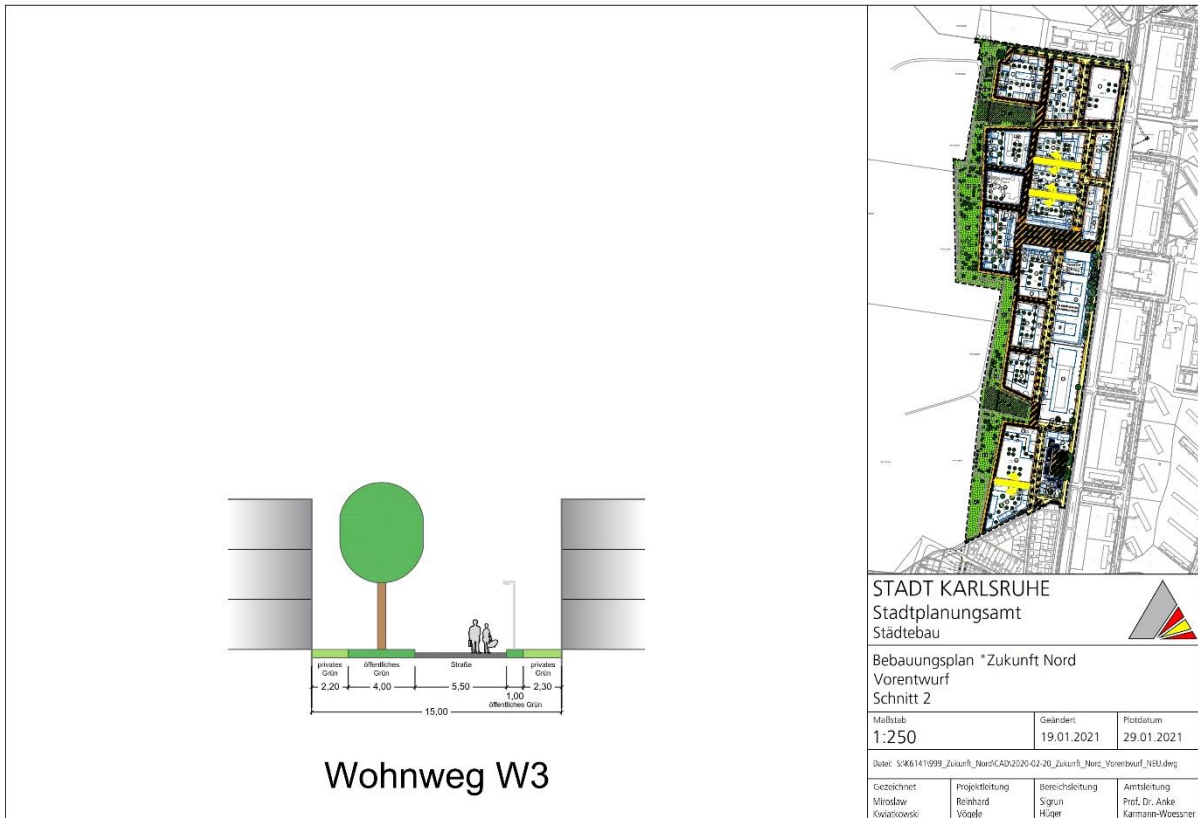 privates
Grün
öffentliches
Grün
Straße
privates
Grün
2,20
4,00
5,50
2,30
1,00
öffentliches Grün
15,00
Wohnweg W3
STADT KARLSRUHE
Stadtplanungsamt
Städtebau
Bebauungsplan "Zukunft Nord
Vorentwurf
Schnitt 2
Maßstab
1:250
Geändert
19.01.2021
Plotdatum
29.01.2021
Datei: S:\K6141\999_Zukunft_Nord\CAD\2020-02-20_Zukunft_Nord_Vorentwurf_NEU.dwg
Gezeichnet
Miroslaw
Kwiatkowski
Projektleitung
Reinhard
Vögele
Bereichsleitung
Sigrun
Hüger
Amtsleitung
Prof. Dr. Anke
Karmann-Woessner